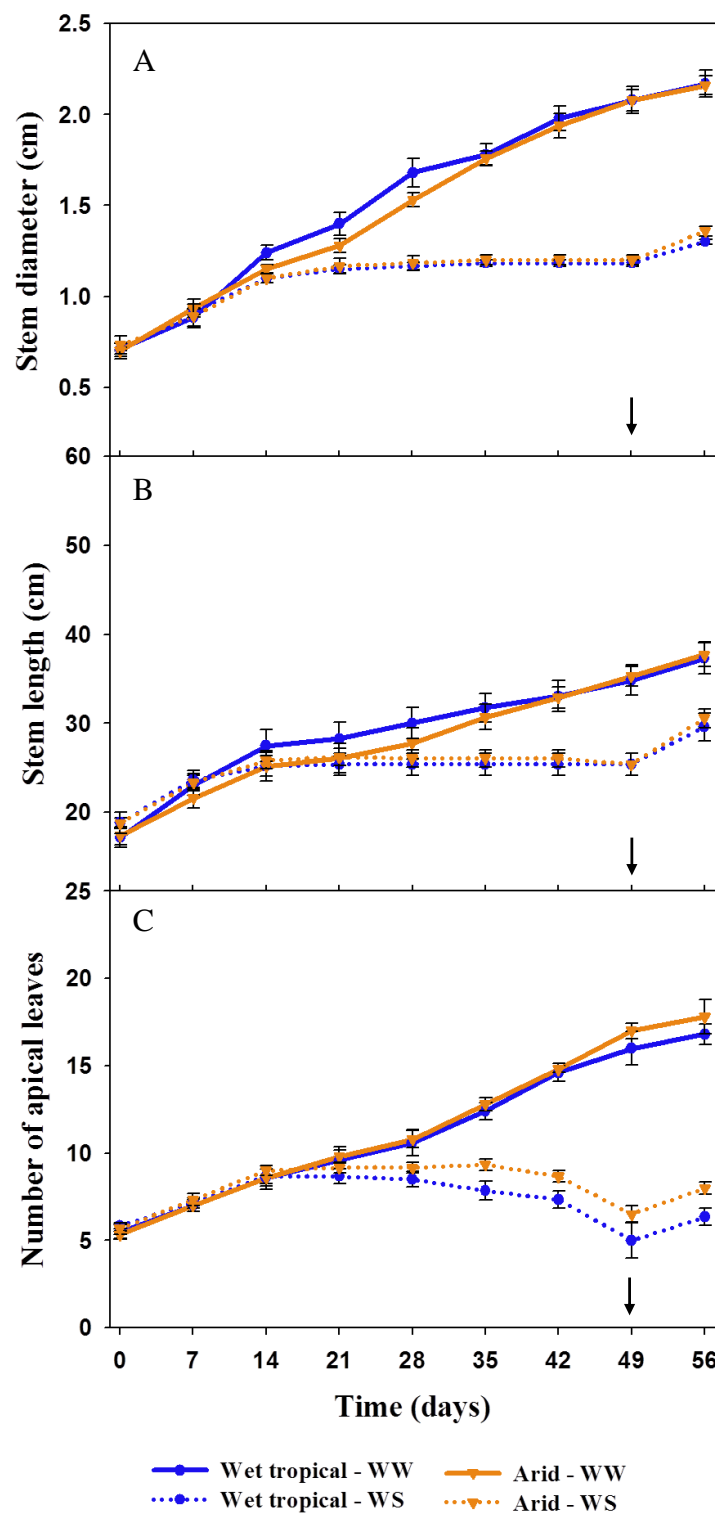 A
Stem diameter (cm)
2.5
2.0
1.5
1.0
0.5
B
Stem length (cm)
60
50
40
30
20
C
Number of apical leaves
25
20
15
10
5
0
0 7 14 21 28 35 42 49 56
Time (days)
Wet tropical - WW Arid - WW
Wet tropical - WS Arid - WS